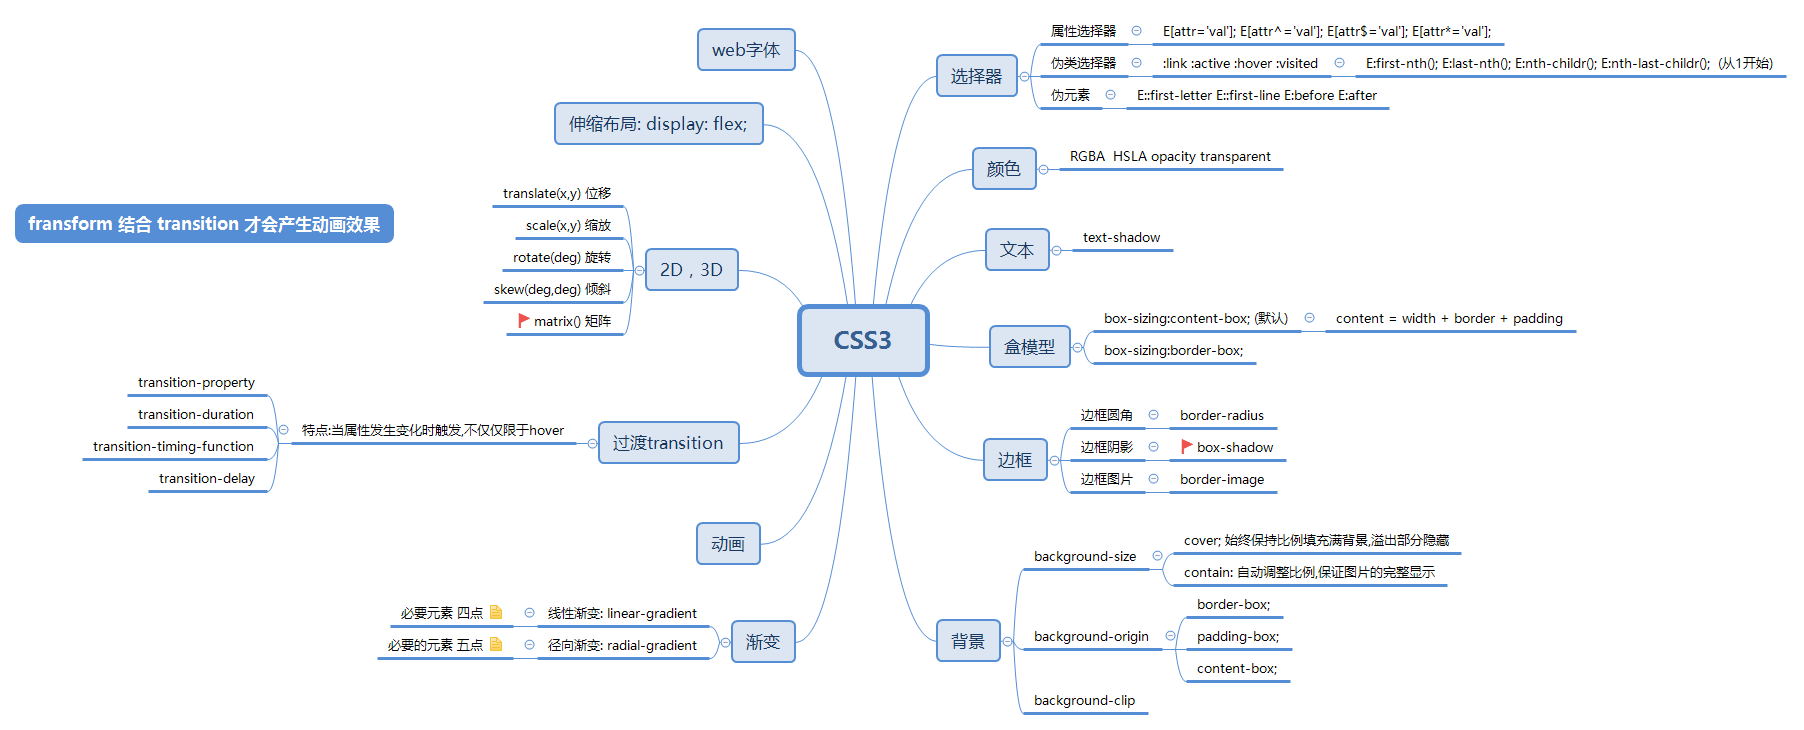 CSS3
选择器
属性选择器
E[attr='val']; E[attr^='val']; E[attr$='val']; E[attr*='val'];
伪类选择器
:link :active :hover :visited
E:first-nth(); E:last-nth(); E:nth-childr(); E:nth-last-childr();  (从1开始)
伪元素
E::first-letter E::first-line E:before E:after
颜色
RGBA  HSLA opacity transparent
文本
text-shadow
盒模型
box-sizing:content-box; (默认)
content = width + border + padding
box-sizing:border-box;
边框
边框圆角
border-radius
边框阴影
box-shadow
边框图片
border-image
背景
background-size
cover; 始终保持比例填充满背景,溢出部分隐藏
contain: 自动调整比例,保证图片的完整显示
background-origin
border-box;
padding-box;
content-box;
background-clip
web字体
伸缩布局: display: flex;
2D，3D
translate(x,y) 位移
scale(x,y) 缩放
rotate(deg) 旋转
skew(deg,deg) 倾斜
matrix() 矩阵
过渡transition
特点:当属性发生变化时触发,不仅仅限于hover
transition-property
transition-duration
transition-timing-function
transition-delay
动画
渐变
线性渐变: linear-gradient
必要元素 四点
径向渐变: radial-gradient
必要的元素 五点
fransform 结合 transition 才会产生动画效果